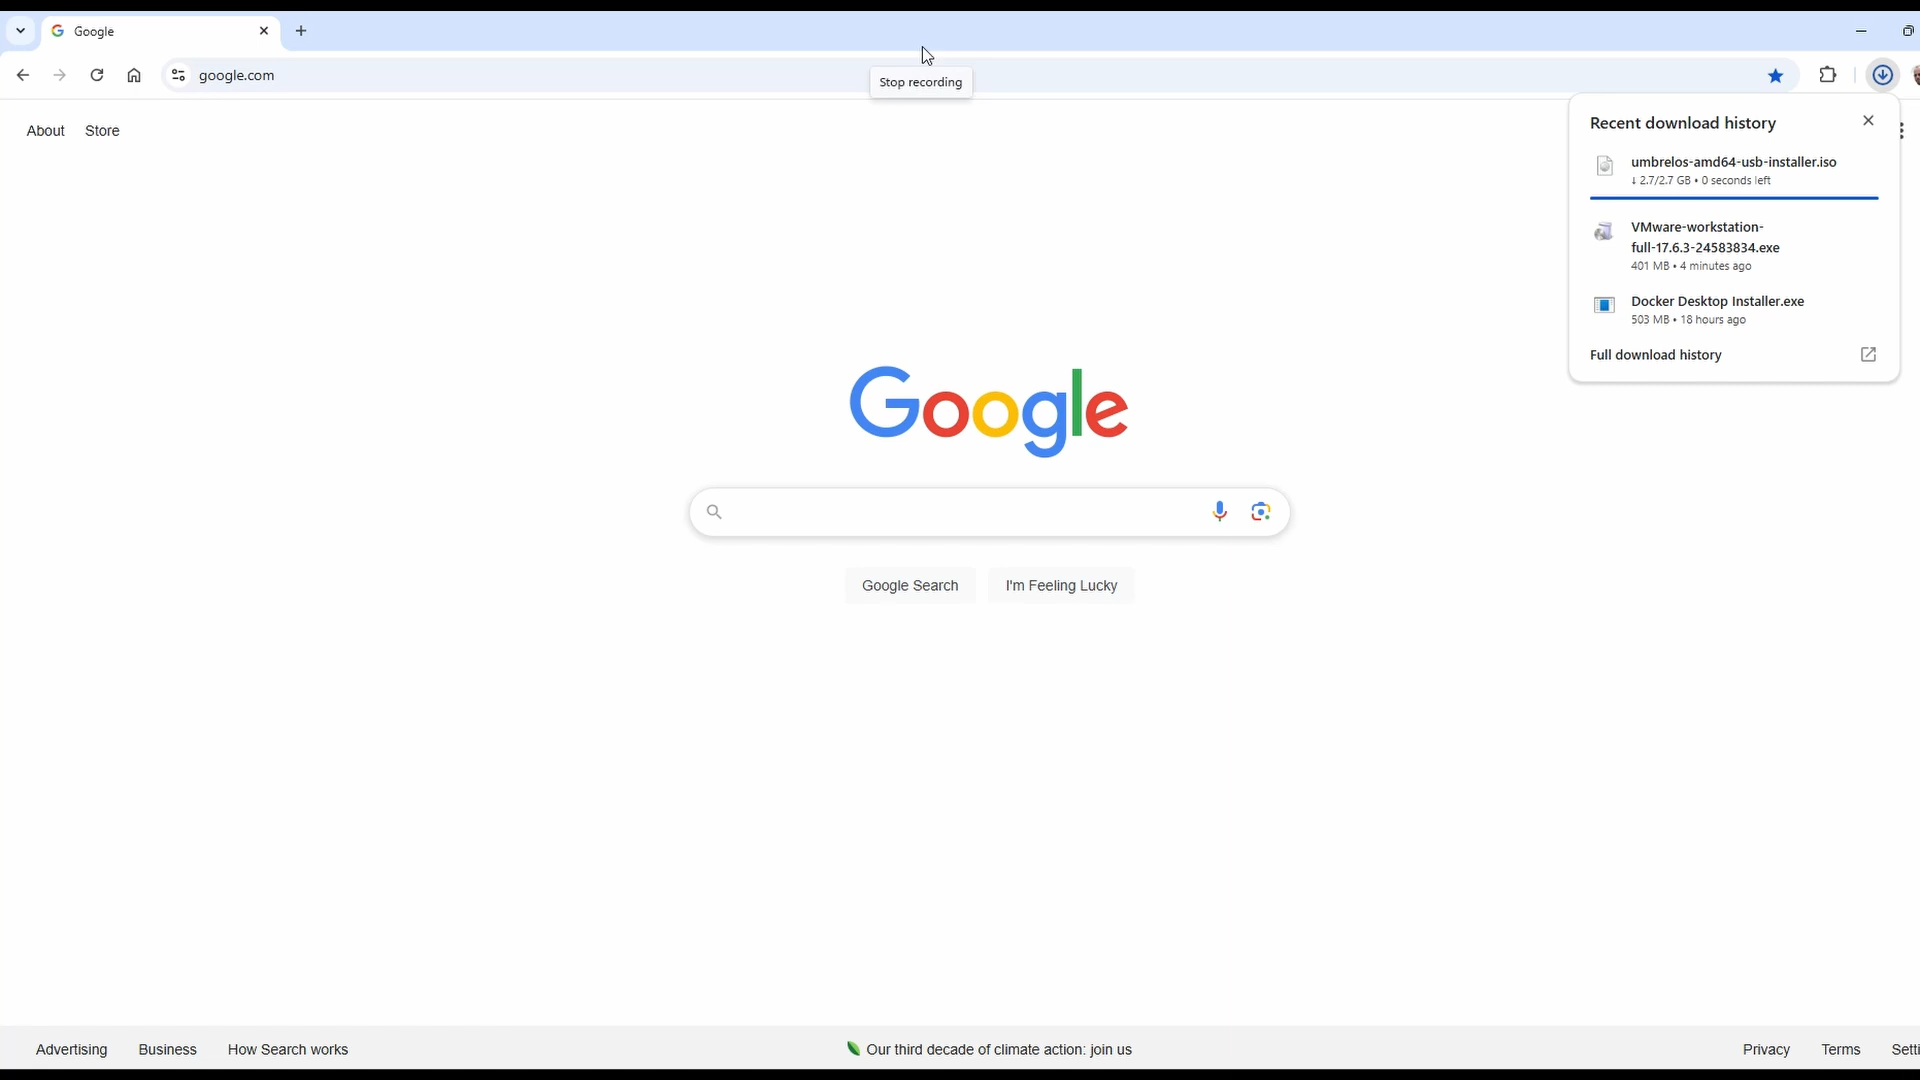 Google
google.com
Stop recording
About Store
Recent download history
umbrelos-amd64-usb-installer.iso
↓ 2.7/2.7 GB • 0 seconds left
VMware-workstation-
full-17.6.3-24583834.exe
401 MB • 4 minutes ago
Docker Desktop Installer.exe
503 MB • 18 hours ago
Full download history
Google
Google Search I'm Feeling Lucky
Advertising Business How Search works Our third decade of climate action: join us Privacy Terms Setti